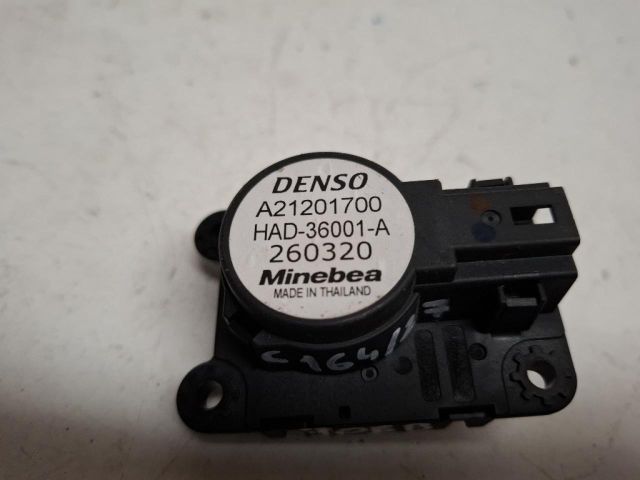 DENSO
A21201700
HAD-36001-A
260320
Minebea
MADE IN THAILAND